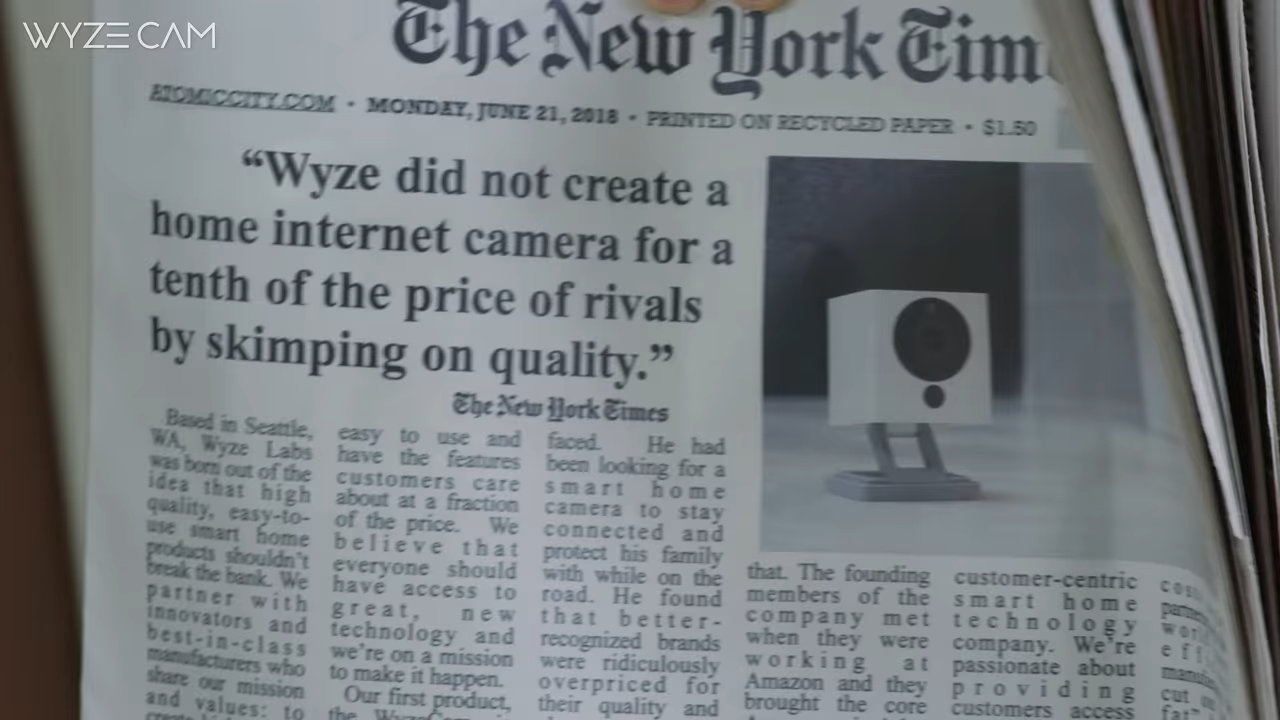 WYZE CAM
The New York Tim
ATOMICCITY.COM • MONDAY, JUNE 21, 2018 • PRINTED ON RECYCLED PAPER • $1.50
“Wyze did not create a
home internet camera for a
tenth of the price of rivals
by skimping on quality.”
The New York Times
Based in Seattle,
WA, Wyze Labs
was born out of the
idea that high
quality, easy-to-
use smart home
products shouldn't
break the bank. We
partner with
innovators and
best-in-class
manufacturers who
share our mission
and values: to
easy to use and
have the features
customers care
about at a fraction
of the price. We
believe that
everyone should
have access to
great, new
technology and
we're on a mission
to make it happen.
Our first product,
faced. He had
been looking for a
smart home
camera to stay
connected and
protect his family
with while on the
road. He found
that better-
recognized brands
were ridiculously
overpriced for
their quality and
that. The founding
members of the
company met
when they were
working at
Amazon and they
brought the core
customer-centric
smart home
technology
company. We're
passionate about
providing
customers access
cut